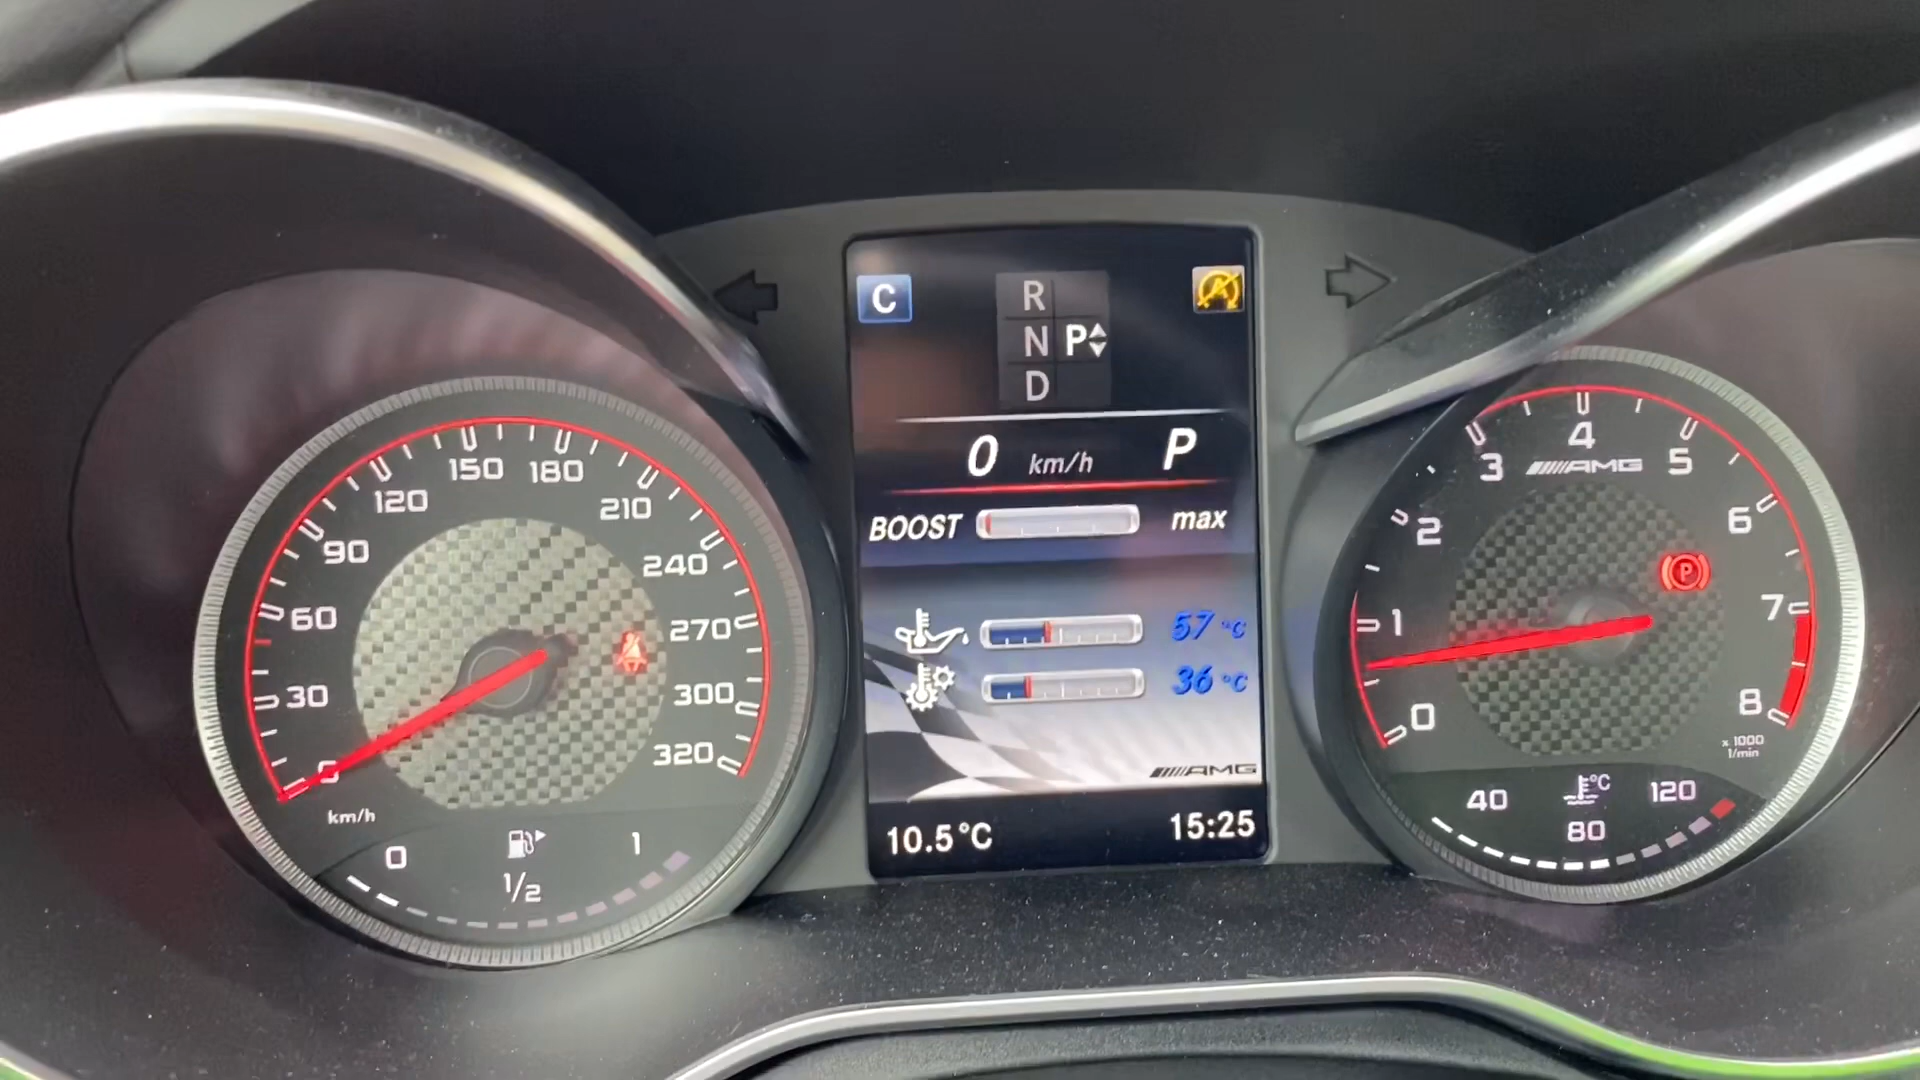 C
R
N P
D
0 km/h P
BOOST max
57 °C
36 °C
AMG
10.5°C 15:25
0
30
60
90
120
150
180
210
240
270
300
320
km/h
0 1/2 1
0
1
2
3
4
5
6
7
8
AMG
P
x 1000
1/min
°C
40 80 120